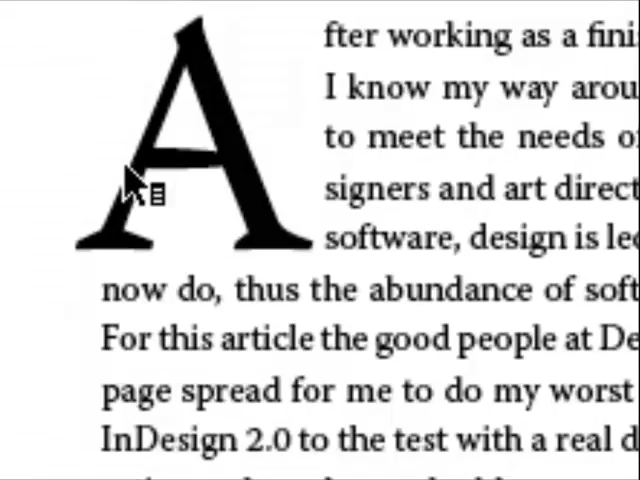 After working as a fini
I know my way arou
to meet the needs o
signers and art direct
software, design is led
now do, thus the abundance of soft
For this article the good people at De
page spread for me to do my worst
InDesign 2.0 to the test with a real d